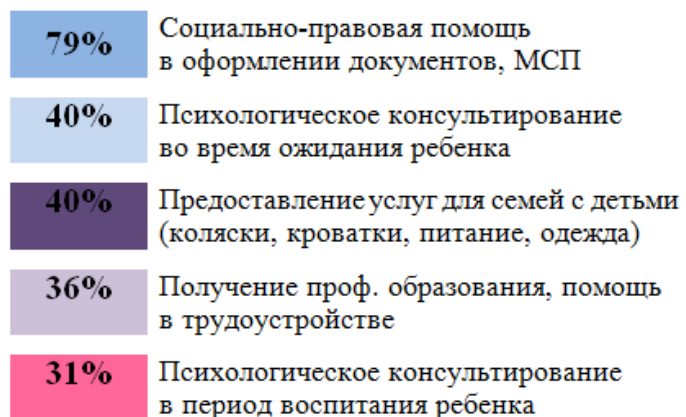 79% Социально-правовая помощь
в оформлении документов, МСП
40% Психологическое консультирование
во время ожидания ребенка
40% Предоставление услуг для семей с детьми
(коляски, кроватки, питание, одежда)
36% Получение проф. образования, помощь
в трудоустройстве
31% Психологическое консультирование
в период воспитания ребенка